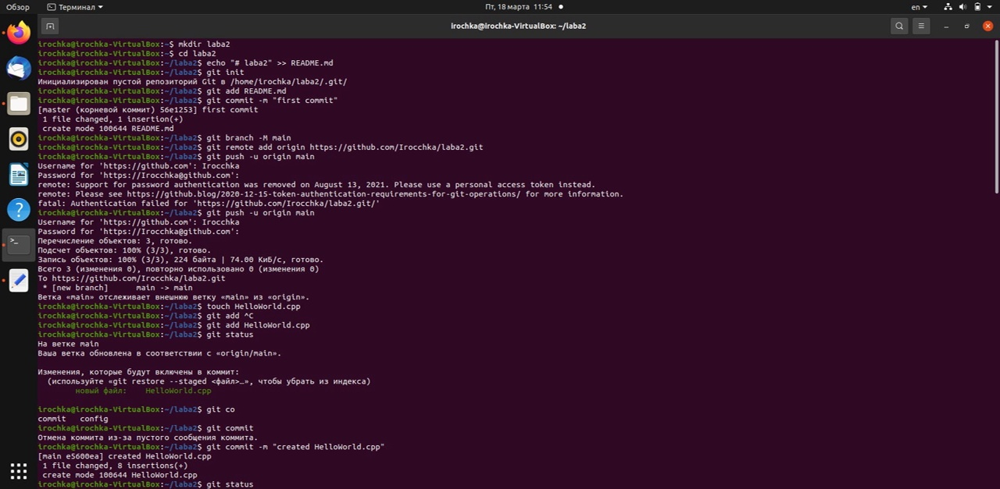 Обзор
Терминал
Пт, 18 марта 11:54
en
irochka@irochka-VirtualBox: ~/laba2
irochka@irochka-VirtualBox:~$ mkdir laba2
irochka@irochka-VirtualBox:~$ cd laba2
irochka@irochka-VirtualBox:~/laba2$ echo "# laba2" >> README.md
irochka@irochka-VirtualBox:~/laba2$ git init
Инициализирован пустой репозиторий Git в /home/irochka/laba2/.git/
irochka@irochka-VirtualBox:~/laba2$ git add README.md
irochka@irochka-VirtualBox:~/laba2$ git commit -m "first commit"
[master (корневой коммит) 56e1253] first commit
 1 file changed, 1 insertion(+)
 create mode 100644 README.md
irochka@irochka-VirtualBox:~/laba2$ git branch -M main
irochka@irochka-VirtualBox:~/laba2$ git remote add origin https://github.com/Irocchka/laba2.git
irochka@irochka-VirtualBox:~/laba2$ git push -u origin main
Username for 'https://github.com': Irocchka
Password for 'https://Irocchka@github.com':
remote: Support for password authentication was removed on August 13, 2021. Please use a personal access token instead.
remote: Please see https://github.blog/2020-12-15-token-authentication-requirements-for-git-operations/ for more information.
fatal: Authentication failed for 'https://github.com/Irocchka/laba2.git/'
irochka@irochka-VirtualBox:~/laba2$ git push -u origin main
Username for 'https://github.com': Irocchka
Password for 'https://Irocchka@github.com':
Перечисление объектов: 3, готово.
Подсчет объектов: 100% (3/3), готово.
Запись объектов: 100% (3/3), 224 байта | 74.00 КиБ/с, готово.
Всего 3 (изменения 0), повторно использовано 0 (изменения 0)
To https://github.com/Irocchka/laba2.git
 * [new branch]      main -> main
Ветка «main» отслеживает внешнюю ветку «main» из «origin».
irochka@irochka-VirtualBox:~/laba2$ touch HelloWorld.cpp
irochka@irochka-VirtualBox:~/laba2$ git add ^C
irochka@irochka-VirtualBox:~/laba2$ git add HelloWorld.cpp
irochka@irochka-VirtualBox:~/laba2$ git status
На ветке main
Ваша ветка обновлена в соответствии с «origin/main».
Изменения, которые будут включены в коммит:
  (используйте «git restore --staged <файл>…», чтобы убрать из индекса)
        новый файл:    HelloWorld.cpp
irochka@irochka-VirtualBox:~/laba2$ git co
commit   config
irochka@irochka-VirtualBox:~/laba2$ git commit
Отмена коммита из-за пустого сообщения коммита.
irochka@irochka-VirtualBox:~/laba2$ git commit -m "created HelloWorld.cpp"
[main e5600ea] created HelloWorld.cpp
 1 file changed, 8 insertions(+)
 create mode 100644 HelloWorld.cpp
irochka@irochka-VirtualBox:~/laba2$ git status